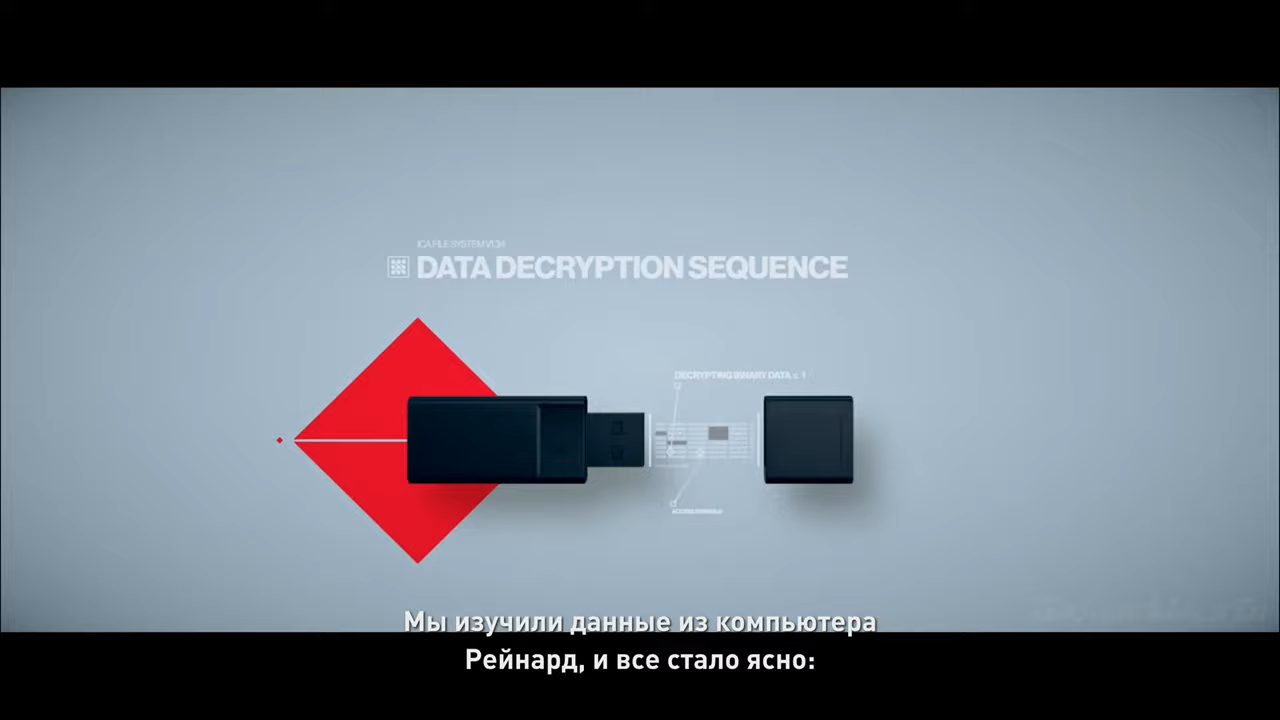 ICA FILE SYSTEM V1.34
DATA DECRYPTION SEQUENCE
DECRYPTING BINARY DATA
Мы изучили данные из компьютера
Рейнард, и все стало ясно: